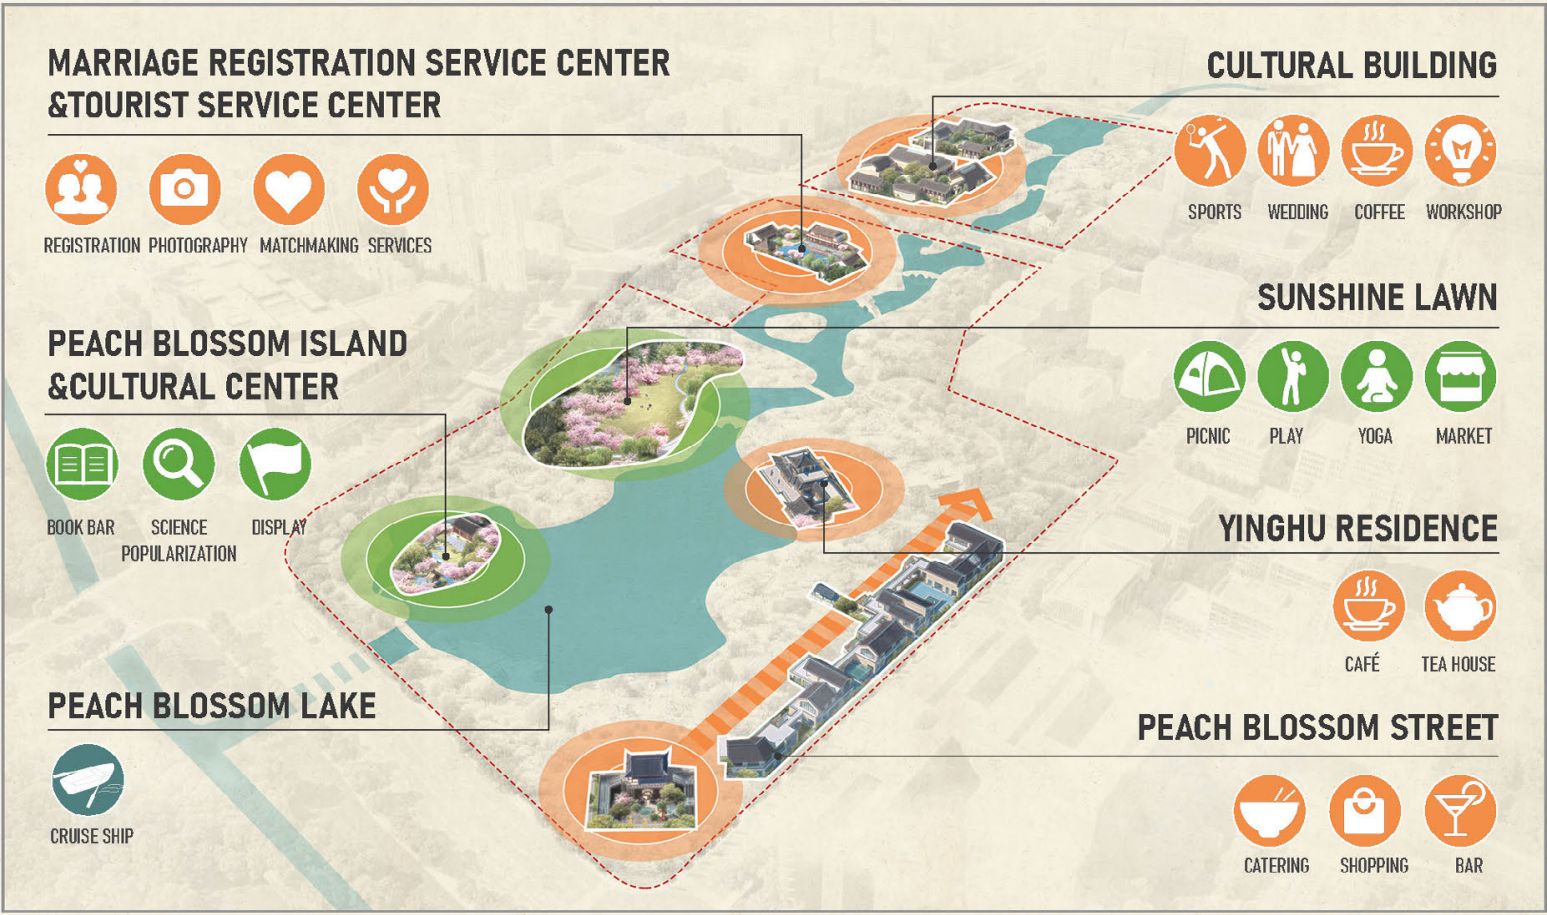 MARRIAGE REGISTRATION SERVICE CENTER
&TOURIST SERVICE CENTER
REGISTRATION PHOTOGRAPHY MATCHMAKING SERVICES
PEACH BLOSSOM ISLAND
&CULTURAL CENTER
BOOK BAR SCIENCE DISPLAY
POPULARIZATION
PEACH BLOSSOM LAKE
CRUISE SHIP
CULTURAL BUILDING
SPORTS WEDDING COFFEE WORKSHOP
SUNSHINE LAWN
PICNIC PLAY YOGA MARKET
YINGHU RESIDENCE
CAFÉ TEA HOUSE
PEACH BLOSSOM STREET
CATERING SHOPPING BAR